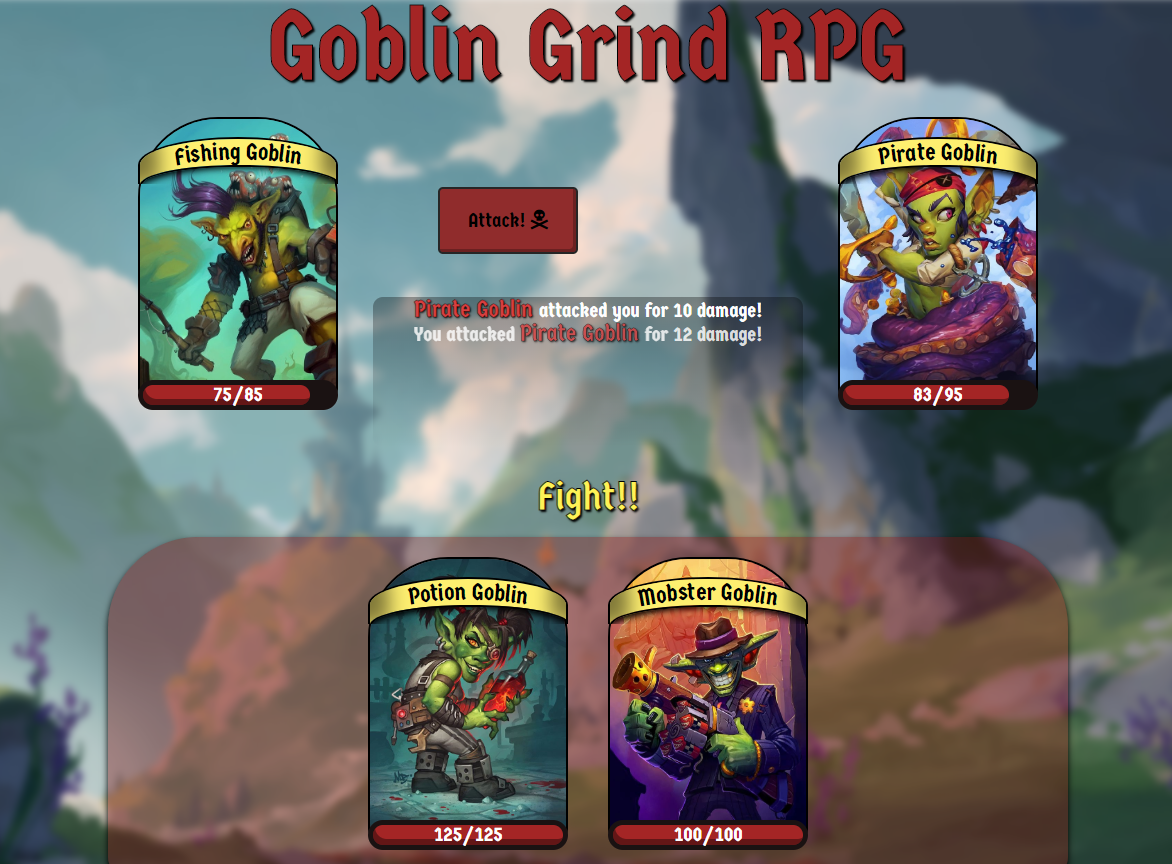 Goblin Grind RPG
Fishing Goblin
Pirate Goblin
Attack!
Pirate Goblin attacked you for 10 damage!
You attacked Pirate Goblin for 12 damage!
75/85
83/95
Fight!!
Potion Goblin
Mobster Goblin
125/125
100/100